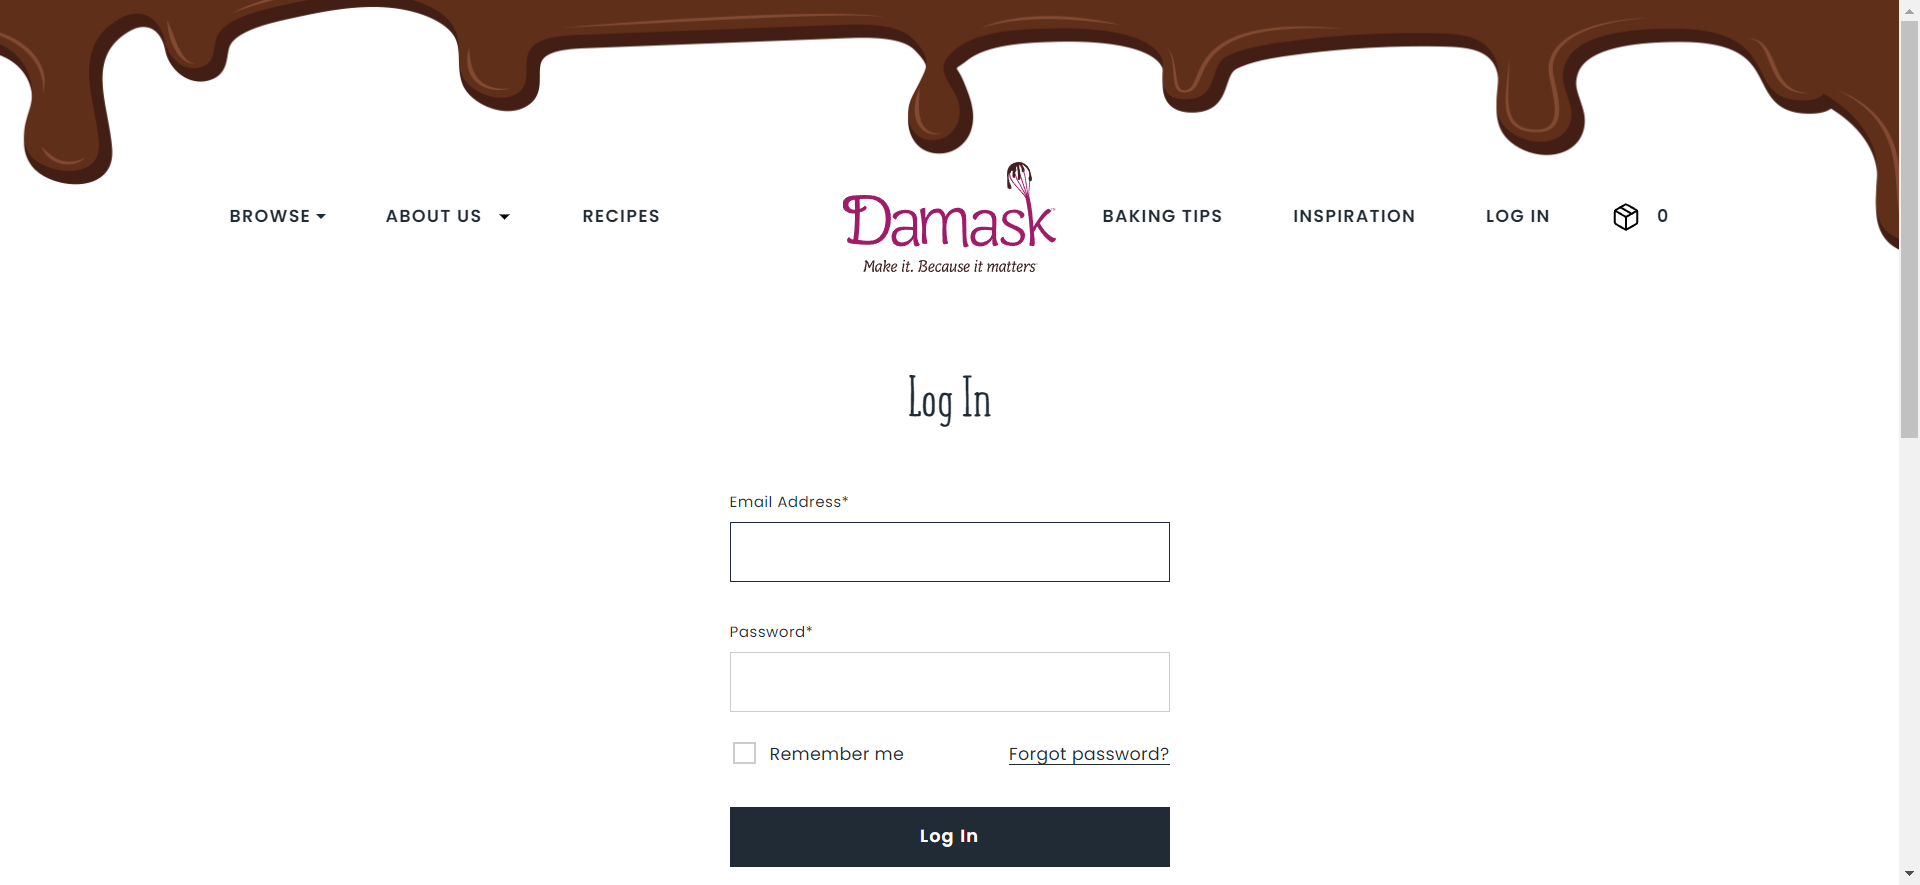 BROWSE
ABOUT US
RECIPES
Damask
Make it. Because it matters
BAKING TIPS
INSPIRATION
LOG IN
0
Log In
Email Address*
Password*
Remember me
Forgot password?
Log In